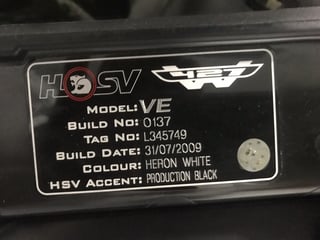 HSV W427
MODEL: VE
BUILD NO: 0137
TAG NO: L345749
BUILD DATE: 31/07/2009
COLOUR: HERON WHITE
HSV ACCENT: PRODUCTION BLACK